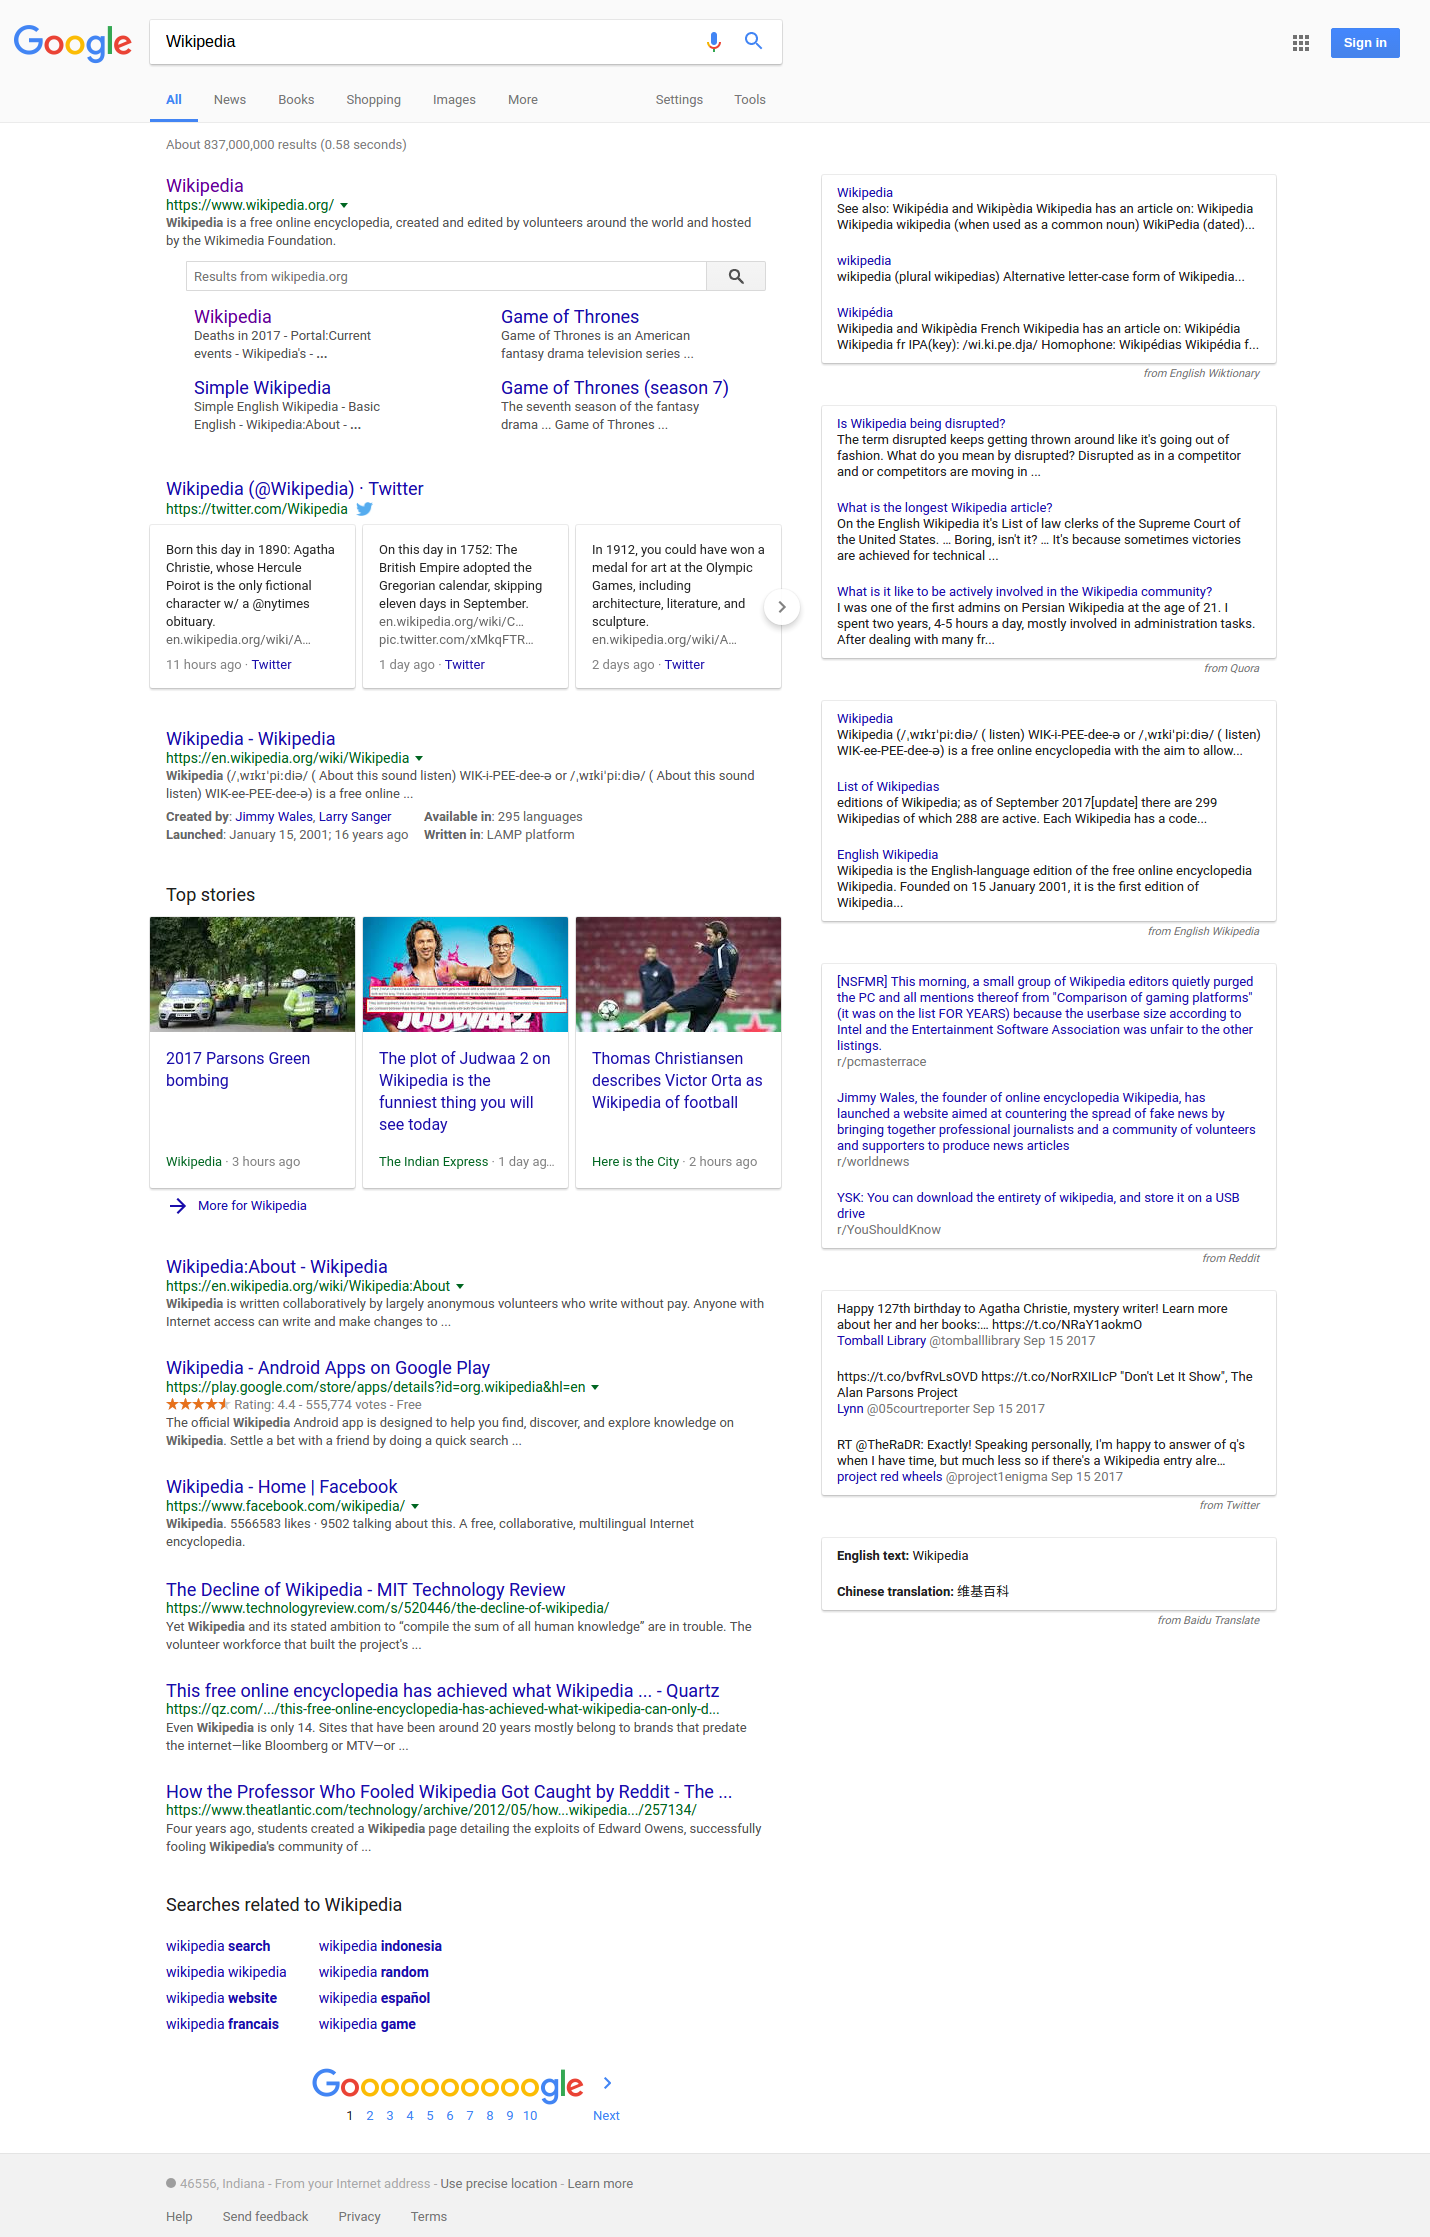 Google
Wikipedia
Sign in
All News Books Shopping Images More Settings Tools
About 837,000,000 results (0.58 seconds)
Wikipedia
https://www.wikipedia.org/
Wikipedia is a free online encyclopedia, created and edited by volunteers around the world and hosted
by the Wikimedia Foundation.
Results from wikipedia.org
Wikipedia
Deaths in 2017 - Portal:Current
events - Wikipedia's - ...
Game of Thrones
Game of Thrones is an American
fantasy drama television series ...
Simple Wikipedia
Simple English Wikipedia - Basic
English - Wikipedia:About - ...
Game of Thrones (season 7)
The seventh season of the fantasy
drama ... Game of Thrones ...
Wikipedia (@Wikipedia) · Twitter
https://twitter.com/Wikipedia
Born this day in 1890: Agatha
Christie, whose Hercule
Poirot is the only fictional
character w/ a @nytimes
obituary.
en.wikipedia.org/wiki/A...
11 hours ago · Twitter
On this day in 1752: The
British Empire adopted the
Gregorian calendar, skipping
eleven days in September.
en.wikipedia.org/wiki/C...
pic.twitter.com/xMkqFTR...
1 day ago · Twitter
In 1912, you could have won a
medal for art at the Olympic
Games, including
architecture, literature, and
sculpture.
en.wikipedia.org/wiki/A...
2 days ago · Twitter
Wikipedia - Wikipedia
https://en.wikipedia.org/wiki/Wikipedia
Wikipedia (/ˌwɪkɪˈpiːdiə/ ( About this sound listen) WIK-i-PEE-dee-ə or /ˌwɪkiˈpiːdiə/ ( About this sound
listen) WIK-ee-PEE-dee-ə) is a free online ...
Created by: Jimmy Wales, Larry Sanger Available in: 295 languages
Launched: January 15, 2001; 16 years ago Written in: LAMP platform
Top stories
JUDWAA2
2017 Parsons Green
bombing
Wikipedia · 3 hours ago
The plot of Judwaa 2 on
Wikipedia is the
funniest thing you will
see today
The Indian Express · 1 day ag...
Thomas Christiansen
describes Victor Orta as
Wikipedia of football
Here is the City · 2 hours ago
More for Wikipedia
Wikipedia:About - Wikipedia
https://en.wikipedia.org/wiki/Wikipedia:About
Wikipedia is written collaboratively by largely anonymous volunteers who write without pay. Anyone with
Internet access can write and make changes to ...
Wikipedia - Android Apps on Google Play
https://play.google.com/store/apps/details?id=org.wikipedia&hl=en
Rating: 4.4 - 555,774 votes - Free
The official Wikipedia Android app is designed to help you find, discover, and explore knowledge on
Wikipedia. Settle a bet with a friend by doing a quick search ...
Wikipedia - Home | Facebook
https://www.facebook.com/wikipedia/
Wikipedia. 5566583 likes · 9502 talking about this. A free, collaborative, multilingual Internet
encyclopedia.
The Decline of Wikipedia - MIT Technology Review
https://www.technologyreview.com/s/520446/the-decline-of-wikipedia/
Yet Wikipedia and its stated ambition to “compile the sum of all human knowledge” are in trouble. The
volunteer workforce that built the project's ...
This free online encyclopedia has achieved what Wikipedia ... - Quartz
https://qz.com/.../this-free-online-encyclopedia-has-achieved-what-wikipedia-can-only-d...
Even Wikipedia is only 14. Sites that have been around 20 years mostly belong to brands that predate
the internet—like Bloomberg or MTV—or ...
How the Professor Who Fooled Wikipedia Got Caught by Reddit - The ...
https://www.theatlantic.com/technology/archive/2012/05/how...wikipedia.../257134/
Four years ago, students created a Wikipedia page detailing the exploits of Edward Owens, successfully
fooling Wikipedia's community of ...
Searches related to Wikipedia
wikipedia search wikipedia indonesia
wikipedia wikipedia wikipedia random
wikipedia website wikipedia español
wikipedia francais wikipedia game
Goooooooooogle
1 2 3 4 5 6 7 8 9 10 Next
Wikipedia
See also: Wikipédia and Wikipèdia Wikipedia has an article on: Wikipedia
Wikipedia wikipedia (when used as a common noun) WikiPedia (dated)...
wikipedia
wikipedia (plural wikipedias) Alternative letter-case form of Wikipedia...
Wikipédia
Wikipedia and Wikipèdia French Wikipedia has an article on: Wikipédia
Wikipedia fr IPA(key): /wi.ki.pe.dja/ Homophone: Wikipédias Wikipédia f...
from English Wiktionary
Is Wikipedia being disrupted?
The term disrupted keeps getting thrown around like it's going out of
fashion. What do you mean by disrupted? Disrupted as in a competitor
and or competitors are moving in ...
What is the longest Wikipedia article?
On the English Wikipedia it's List of law clerks of the Supreme Court of
the United States. ... Boring, isn't it? ... It's because sometimes victories
are achieved for technical ...
What is it like to be actively involved in the Wikipedia community?
I was one of the first admins on Persian Wikipedia at the age of 21. I
spent two years, 4-5 hours a day, mostly involved in administration tasks.
After dealing with many fr...
from Quora
Wikipedia
Wikipedia (/ˌwɪkɪˈpiːdiə/ ( listen) WIK-i-PEE-dee-ə or /ˌwɪkiˈpiːdiə/ ( listen)
WIK-ee-PEE-dee-ə) is a free online encyclopedia with the aim to allow...
List of Wikipedias
editions of Wikipedia; as of September 2017[update] there are 299
Wikipedias of which 288 are active. Each Wikipedia has a code...
English Wikipedia
Wikipedia is the English-language edition of the free online encyclopedia
Wikipedia. Founded on 15 January 2001, it is the first edition of
Wikipedia...
from English Wikipedia
[NSFMR] This morning, a small group of Wikipedia editors quietly purged
the PC and all mentions thereof from "Comparison of gaming platforms"
(it was on the list FOR YEARS) because the userbase size according to
Intel and the Entertainment Software Association was unfair to the other
listings.
r/pcmasterrace
Jimmy Wales, the founder of online encyclopedia Wikipedia, has
launched a website aimed at countering the spread of fake news by
bringing together professional journalists and a community of volunteers
and supporters to produce news articles
r/worldnews
YSK: You can download the entirety of wikipedia, and store it on a USB
drive
r/YouShouldKnow
from Reddit
Happy 127th birthday to Agatha Christie, mystery writer! Learn more
about her and her books:... https://t.co/NRaY1aokmO
Tomball Library @tomballlibrary Sep 15 2017
https://t.co/bvfRvLsOVD https://t.co/NorRXILIcP "Don't Let It Show", The
Alan Parsons Project
Lynn @05courtreporter Sep 15 2017
RT @TheRaDR: Exactly! Speaking personally, I'm happy to answer of q's
when I have time, but much less so if there's a Wikipedia entry alre...
project red wheels @project1enigma Sep 15 2017
from Twitter
English text: Wikipedia
Chinese translation: 维基百科
from Baidu Translate
46556, Indiana - From your Internet address - Use precise location - Learn more
Help Send feedback Privacy Terms